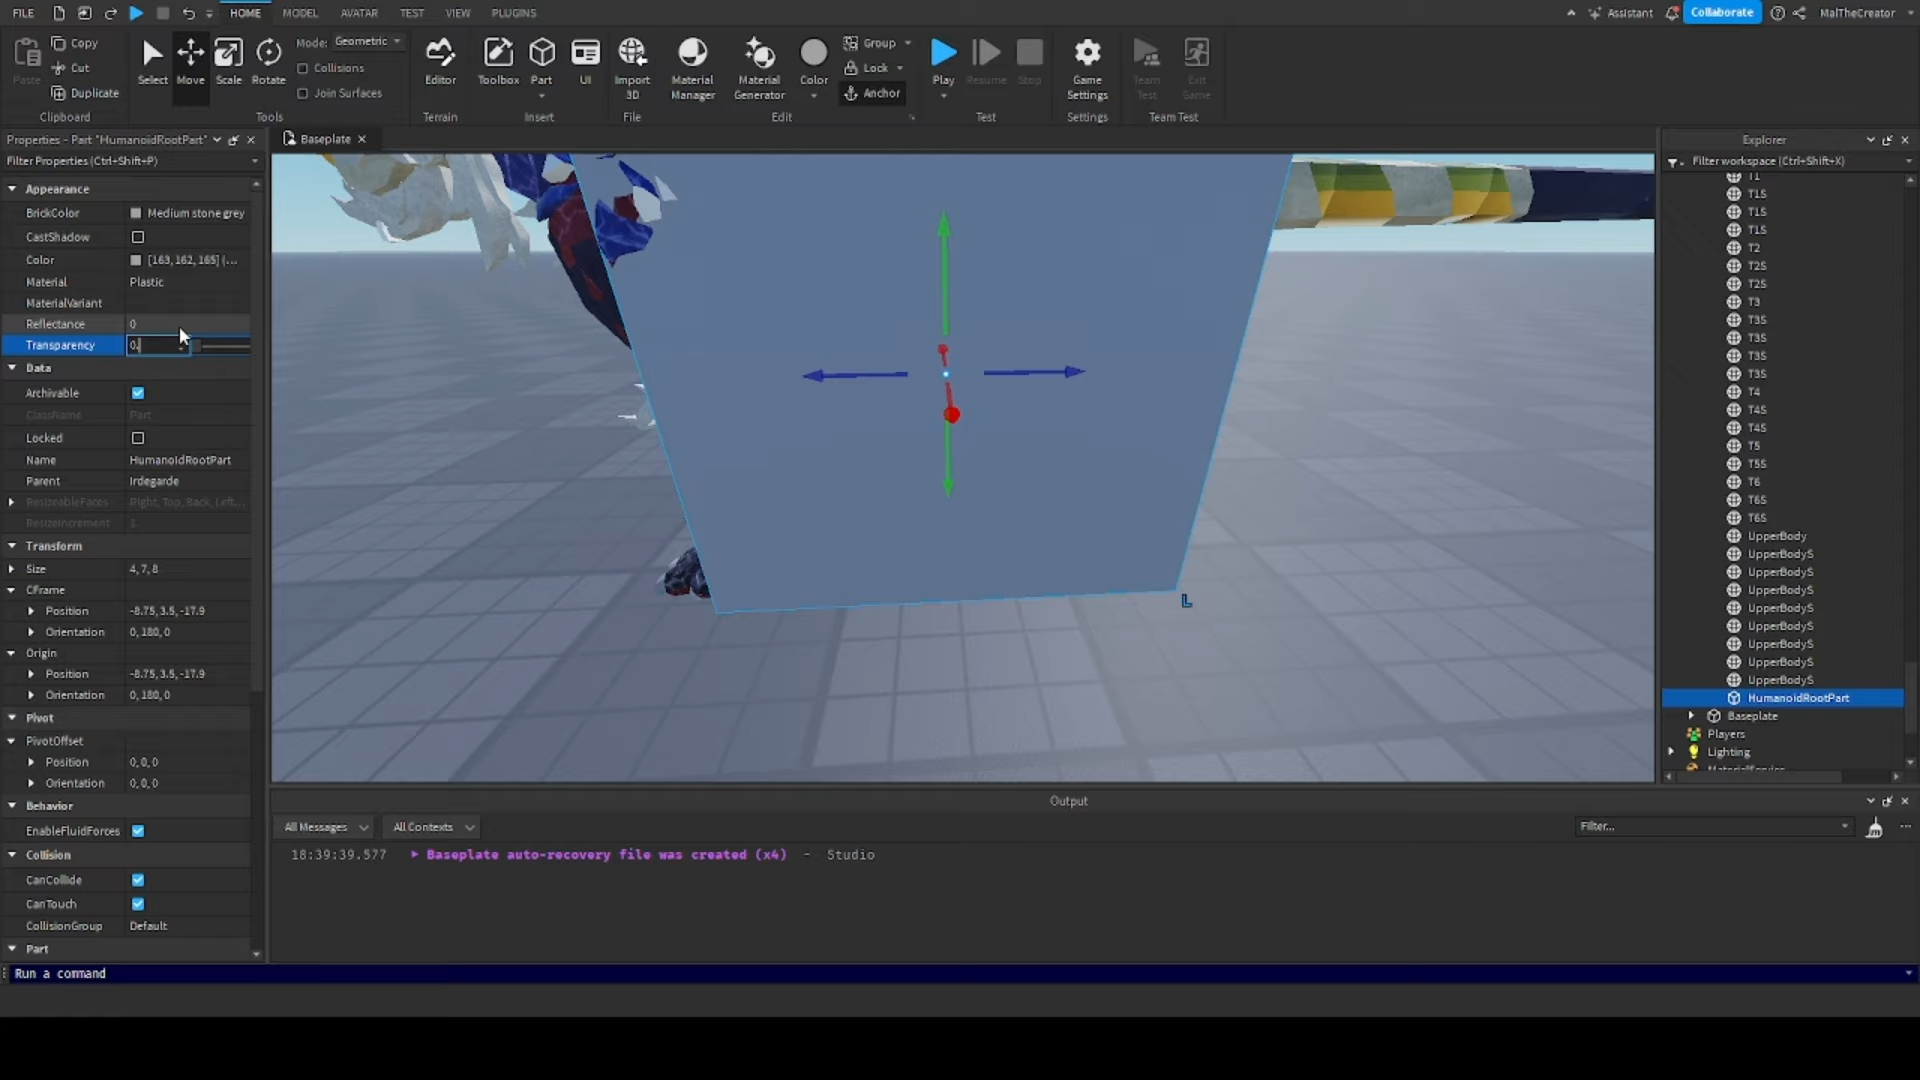 FILE HOME MODEL AVATAR TEST VIEW PLUGINS Assistant Collaborate MalTheCreator
Paste Copy Cut Duplicate Clipboard
Select Move Scale Rotate Mode: Geometric Collisions Join Surfaces Tools
Editor Terrain
Toolbox Part UI Insert
Import 3D File
Material Manager Material Generator Color Group Lock Anchor Edit
Play Resume Stop Test
Game Settings Settings
Team Test Exit Game Team Test
Properties - Part "HumanoidRootPart"
Filter Properties (Ctrl+Shift+P)
Appearance
BrickColor Medium stone grey
CastShadow
Color [163, 162, 165] (...
Material Plastic
MaterialVariant
Reflectance 0
Transparency 0.
Data
Archivable
ClassName Part
Locked
Name HumanoidRootPart
Parent Irdegarde
ResizeableFaces Right, Top, Back, Left...
ResizeIncrement 1
Transform
Size 4, 7, 8
CFrame
Position -8.75, 3.5, -17.9
Orientation 0, 180, 0
Origin
Position -8.75, 3.5, -17.9
Orientation 0, 180, 0
Pivot
PivotOffset
Position 0, 0, 0
Orientation 0, 0, 0
Behavior
EnableFluidForces
Collision
CanCollide
CanTouch
CollisionGroup Default
Part
Baseplate
L
Output
All Messages All Contexts Filter...
18:39:39.577 Baseplate auto-recovery file was created (x4) - Studio
Explorer
Filter workspace (Ctrl+Shift+X)
T1
T1S
T1S
T1S
T2
T2S
T2S
T3
T3S
T3S
T3S
T3S
T4
T4S
T4S
T5
T5S
T6
T6S
T6S
UpperBody
UpperBodyS
UpperBodyS
UpperBodyS
UpperBodyS
UpperBodyS
UpperBodyS
UpperBodyS
UpperBodyS
HumanoidRootPart
Baseplate
Players
Lighting
MaterialService
Run a command